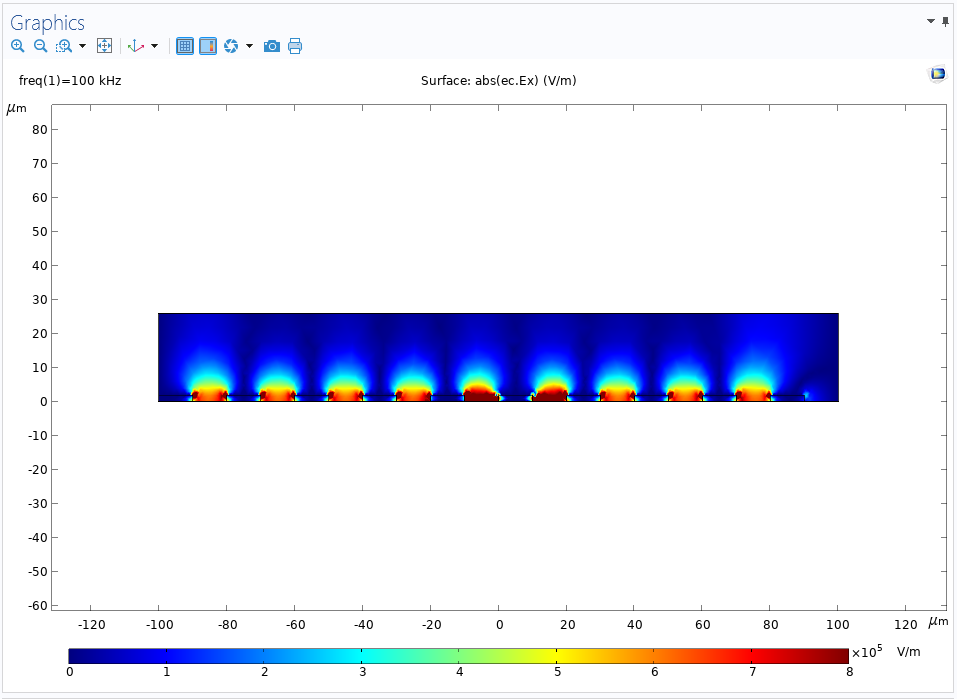 Graphics
freq(1)=100 kHz
Surface: abs(ec.Ex) (V/m)
μm
80
70
60
50
40
30
20
10
0
-10
-20
-30
-40
-50
-60
-120 -100 -80 -60 -40 -20 0 20 40 60 80 100 120 μm
×10⁵ V/m
0 1 2 3 4 5 6 7 8